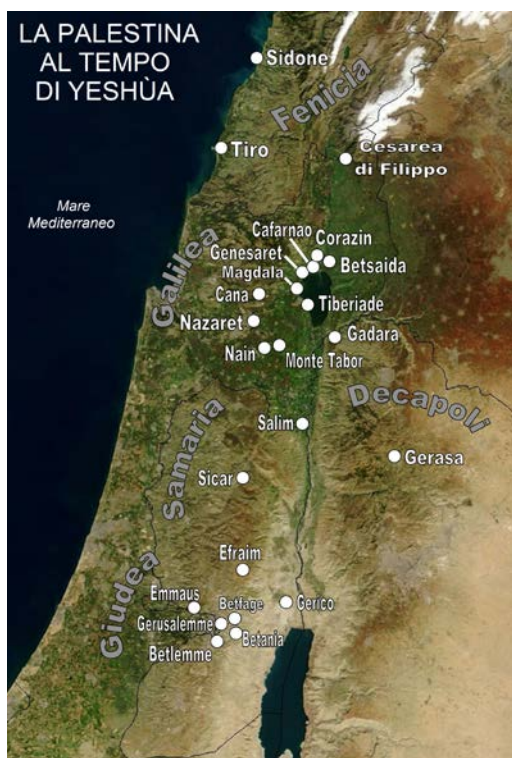 LA PALESTINA
AL TEMPO
DI YESHÙA
Sidone
Fenicia
Tiro
Cesarea
di Filippo
Mare
Mediterraneo
Cafarnao
Corazin
Genesaret
Betsaida
Magdala
Galilea
Cana
Tiberiade
Nazaret
Gadara
Nain
Monte Tabor
Decapoli
Samaria
Salim
Gerasa
Sicar
Efraim
Giudea
Emmaus
Betfage
Gerico
Gerusalemme
Betania
Betlemme